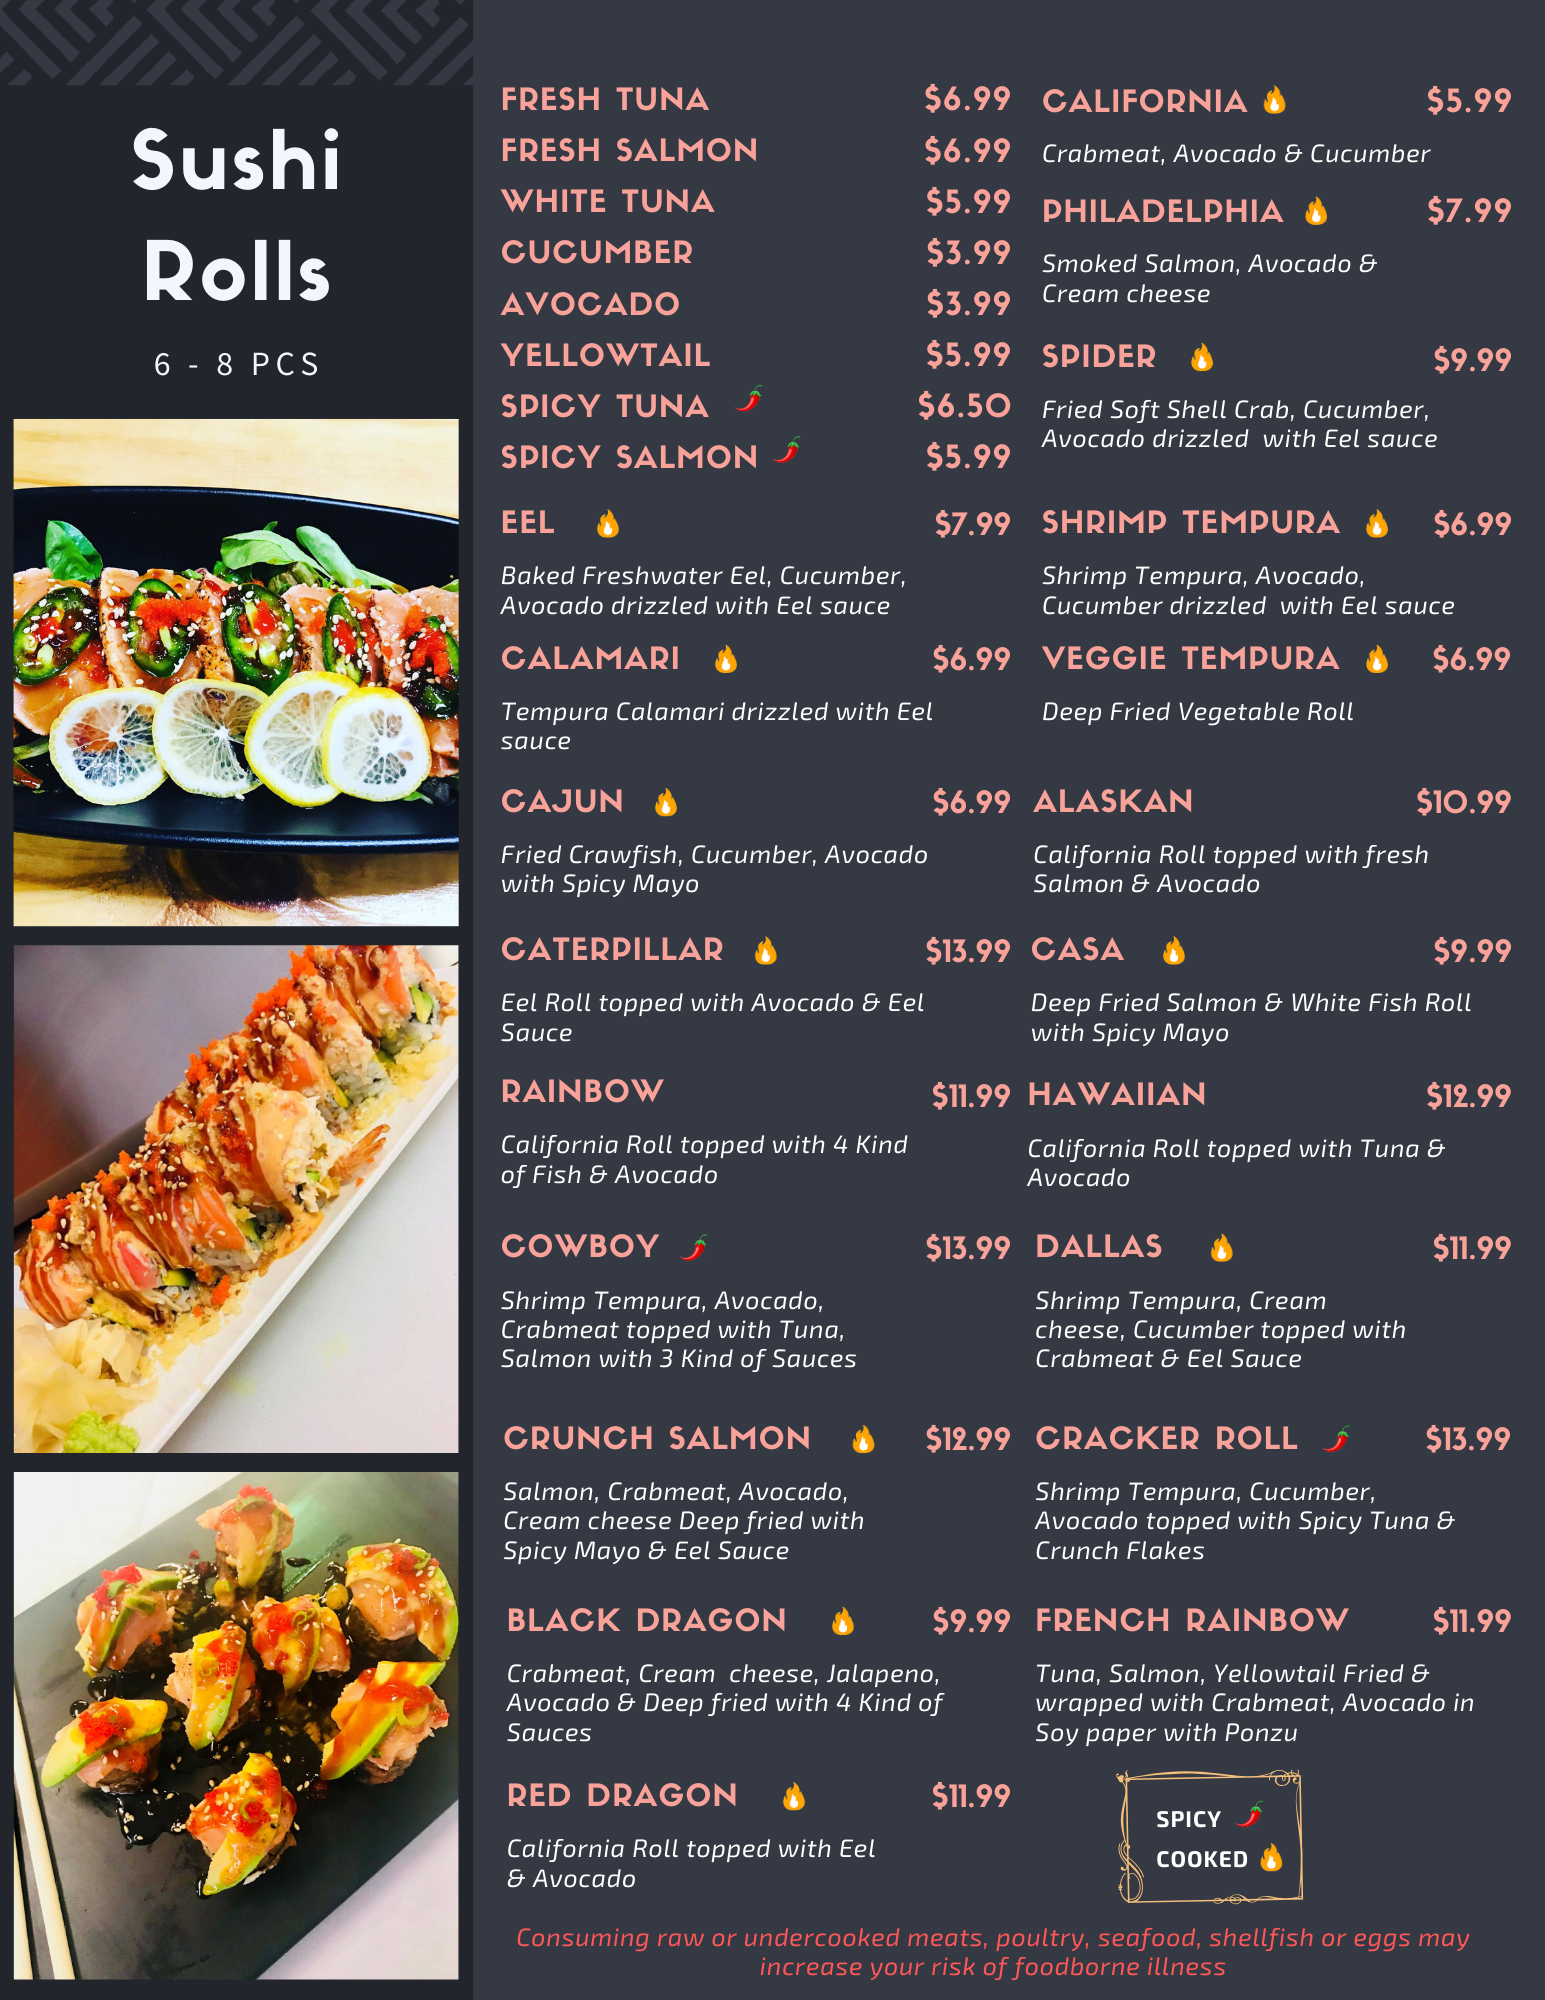 Sushi
Rolls
6 - 8 PCS
FRESH TUNA $6.99
FRESH SALMON $6.99
WHITE TUNA $5.99
CUCUMBER $3.99
AVOCADO $3.99
YELLOWTAIL $5.99
SPICY TUNA 🌶️ $6.50
SPICY SALMON 🌶️ $5.99
EEL 🔥 $7.99
Baked Freshwater Eel, Cucumber,
Avocado drizzled with Eel sauce
CALAMARI 🔥 $6.99
Tempura Calamari drizzled with Eel
sauce
CAJUN 🔥 $6.99
Fried Crawfish, Cucumber, Avocado
with Spicy Mayo
CATERPILLAR 🔥 $13.99
Eel Roll topped with Avocado & Eel
Sauce
RAINBOW $11.99
California Roll topped with 4 Kind
of Fish & Avocado
COWBOY 🌶️ $13.99
Shrimp Tempura, Avocado,
Crabmeat topped with Tuna,
Salmon with 3 Kind of Sauces
CRUNCH SALMON 🔥 $12.99
Salmon, Crabmeat, Avocado,
Cream cheese Deep fried with
Spicy Mayo & Eel Sauce
BLACK DRAGON 🔥 $9.99
Crabmeat, Cream cheese, Jalapeno,
Avocado & Deep fried with 4 Kind of
Sauces
RED DRAGON 🔥 $11.99
California Roll topped with Eel
& Avocado
CALIFORNIA 🔥 $5.99
Crabmeat, Avocado & Cucumber
PHILADELPHIA 🔥 $7.99
Smoked Salmon, Avocado &
Cream cheese
SPIDER 🔥 $9.99
Fried Soft Shell Crab, Cucumber,
Avocado drizzled with Eel sauce
SHRIMP TEMPURA 🔥 $6.99
Shrimp Tempura, Avocado,
Cucumber drizzled with Eel sauce
VEGGIE TEMPURA 🔥 $6.99
Deep Fried Vegetable Roll
ALASKAN $10.99
California Roll topped with fresh
Salmon & Avocado
CASA 🔥 $9.99
Deep Fried Salmon & White Fish Roll
with Spicy Mayo
HAWAIIAN $12.99
California Roll topped with Tuna &
Avocado
DALLAS 🔥 $11.99
Shrimp Tempura, Cream
cheese, Cucumber topped with
Crabmeat & Eel Sauce
CRACKER ROLL 🌶️ $13.99
Shrimp Tempura, Cucumber,
Avocado topped with Spicy Tuna &
Crunch Flakes
FRENCH RAINBOW $11.99
Tuna, Salmon, Yellowtail Fried &
wrapped with Crabmeat, Avocado in
Soy paper with Ponzu
SPICY 🌶️
COOKED 🔥
Consuming raw or undercooked meats, poultry, seafood, shellfish or eggs may
increase your risk of foodborne illness